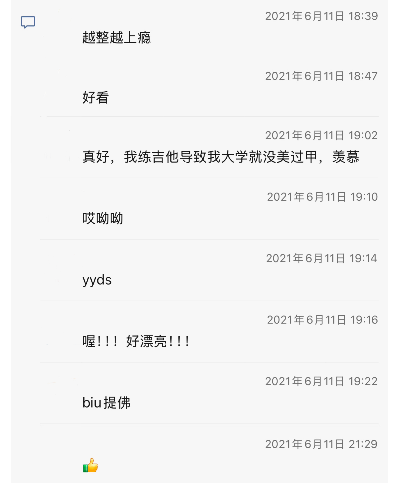 2021年6月11日 18:39
越整越上瘾
2021年6月11日 18:47
好看
2021年6月11日 19:02
真好，我练吉他导致我大学就没美过甲，羡慕
2021年6月11日 19:10
哎呦呦
2021年6月11日 19:14
yyds
2021年6月11日 19:16
喔！！！好漂亮！！！
2021年6月11日 19:22
biu提佛
2021年6月11日 21:29
👍